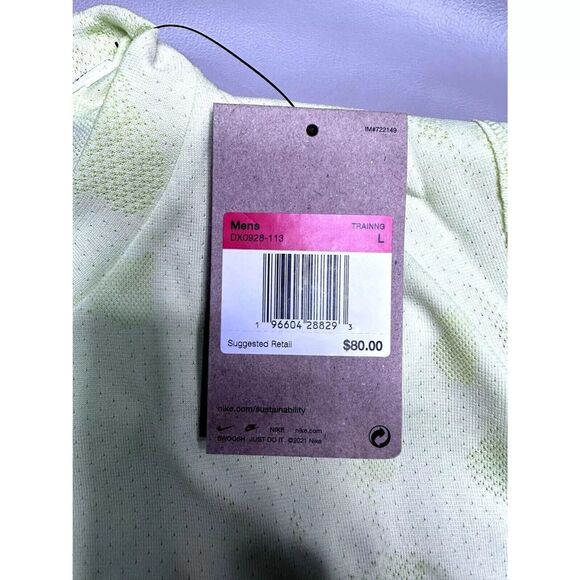 IM#722149
Mens TRAINNG
DX0928-113 L
1 96604 28829 3
Suggested Retail $80.00
nike.com/sustainability
NIKE nike.com
SWOOSH JUST DO IT ©2021 Nike